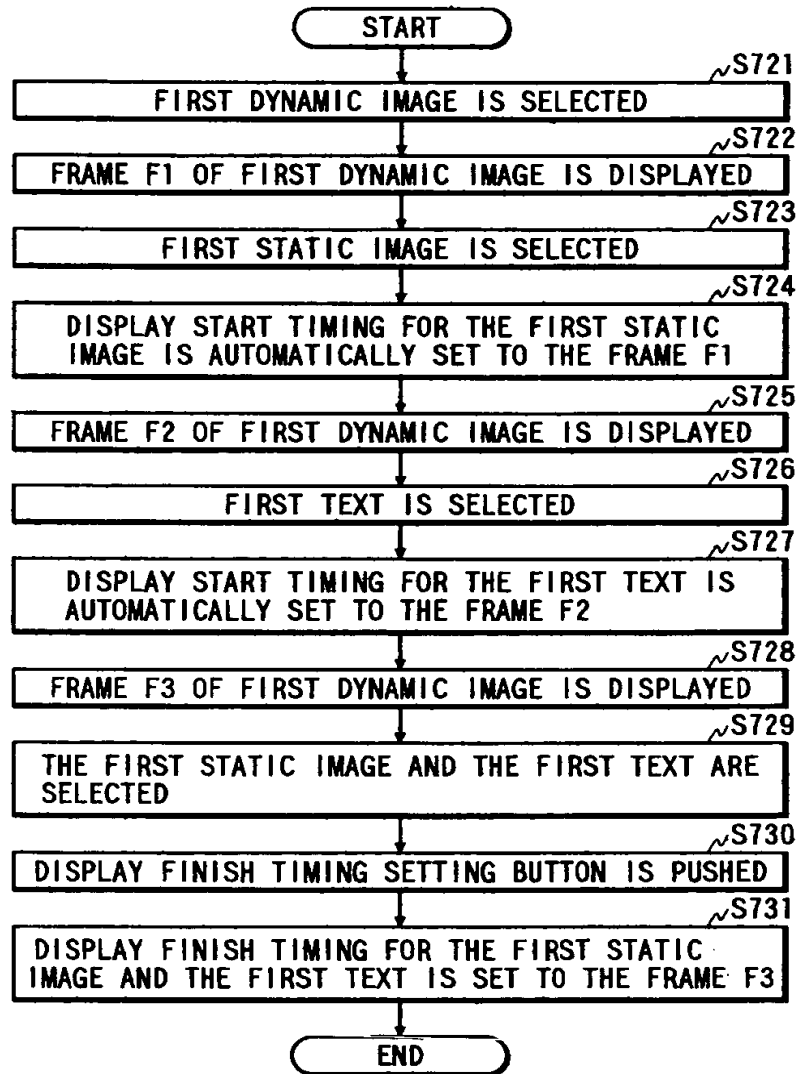 START
S721
FIRST DYNAMIC IMAGE IS SELECTED
S722
FRAME F1 OF FIRST DYNAMIC IMAGE IS DISPLAYED
S723
FIRST STATIC IMAGE IS SELECTED
S724
DISPLAY START TIMING FOR THE FIRST STATIC
IMAGE IS AUTOMATICALLY SET TO THE FRAME F1
S725
FRAME F2 OF FIRST DYNAMIC IMAGE IS DISPLAYED
S726
FIRST TEXT IS SELECTED
S727
DISPLAY START TIMING FOR THE FIRST TEXT IS
AUTOMATICALLY SET TO THE FRAME F2
S728
FRAME F3 OF FIRST DYNAMIC IMAGE IS DISPLAYED
S729
THE FIRST STATIC IMAGE AND THE FIRST TEXT ARE
SELECTED
S730
DISPLAY FINISH TIMING SETTING BUTTON IS PUSHED
S731
DISPLAY FINISH TIMING FOR THE FIRST STATIC
IMAGE AND THE FIRST TEXT IS SET TO THE FRAME F3
END